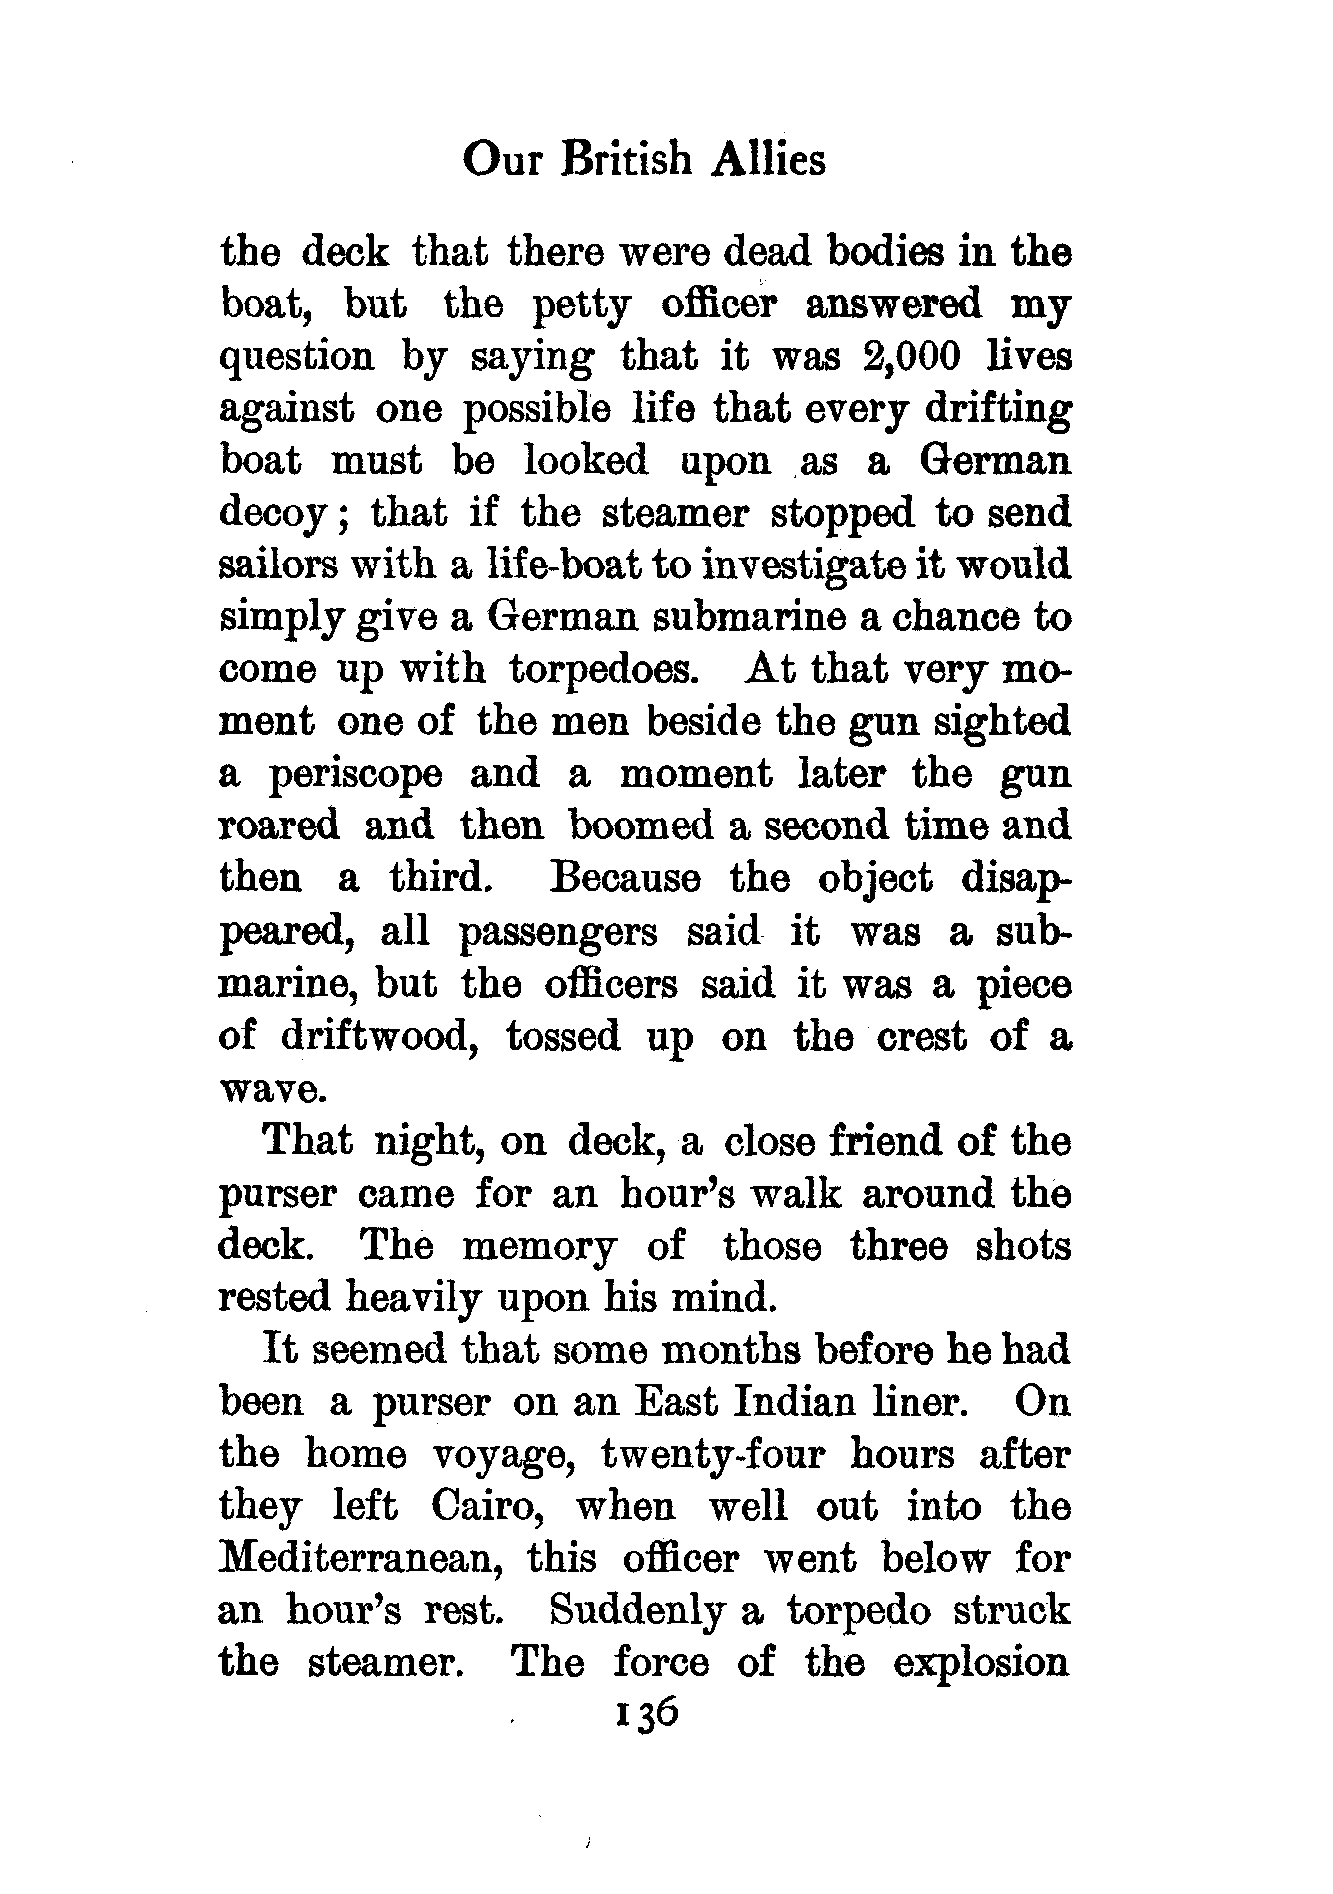 Our British Allies
the deck that there were dead bodies in the
boat, but the petty officer answered my
question by saying that it was 2,000 lives
against one possible life that every drifting
boat must be looked upon as a German
decoy; that if the steamer stopped to send
sailors with a life-boat to investigate it would
simply give a German submarine a chance to
come up with torpedoes. At that very mo-
ment one of the men beside the gun sighted
a periscope and a moment later the gun
roared and then boomed a second time and
then a third. Because the object disap-
peared, all passengers said it was a sub-
marine, but the officers said it was a piece
of driftwood, tossed up on the crest of a
wave.
That night, on deck, a close friend of the
purser came for an hour's walk around the
deck. The memory of those three shots
rested heavily upon his mind.
It seemed that some months before he had
been a purser on an East Indian liner. On
the home voyage, twenty-four hours after
they left Cairo, when well out into the
Mediterranean, this officer went below for
an hour's rest. Suddenly a torpedo struck
the steamer. The force of the explosion
136